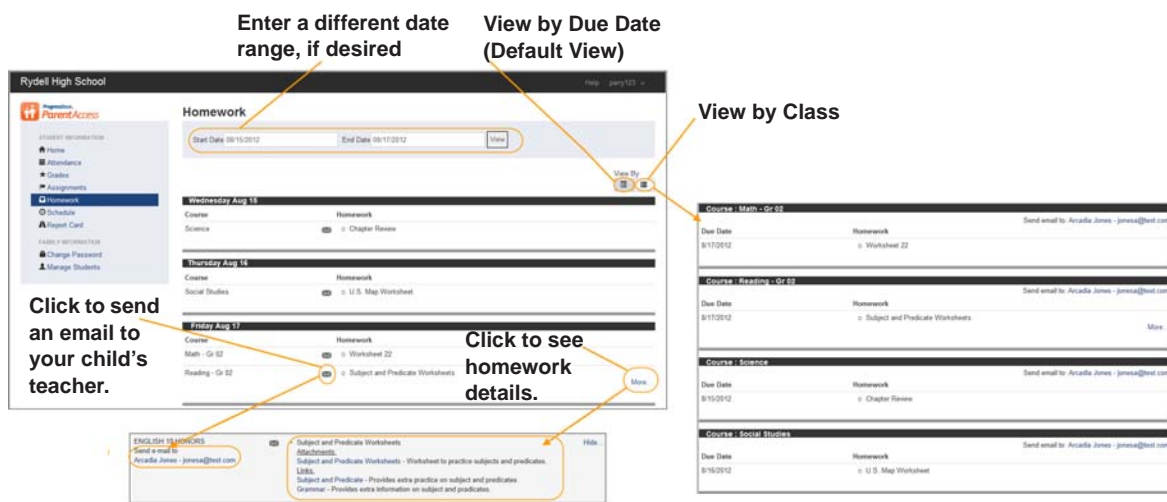 Enter a different date
range, if desired
View by Due Date
(Default View)
View by Class
Rydell High School
Help parry123
ProgressBook
ParentAccess
STUDENT INFORMATION
Home
Attendance
Grades
Assignments
Homework
Schedule
Report Card
FAMILY INFORMATION
Change Password
Manage Students
Homework
Start Date 08/15/2012 End Date 08/17/2012 View
View By
Wednesday Aug 15
Course Homework
Science Chapter Review
Thursday Aug 16
Course Homework
Social Studies U.S. Map Worksheet
Friday Aug 17
Course Homework
Math - Gr 02 Worksheet 22
Reading - Gr 02 Subject and Predicate Worksheets
More
Click to send
an email to
your child's
teacher.
Click to see
homework
details.
ENGLISH 10 HONORS
Send e-mail to
Arcadia Jones - jonesa@test.com
Subject and Predicate Worksheets
Attachments
Subject and Predicate Worksheets - Worksheet to practice subjects and predicates.
Links
Subject and Predicate - Provides extra practice on subject and predicates
Grammar - Provides extra information on subject and predicates.
Hide...
Course : Math - Gr 02
Send email to: Arcadia Jones - jonesa@test.com
Due Date Homework
8/17/2012 Worksheet 22
Course : Reading - Gr 02
Send email to: Arcadia Jones - jonesa@test.com
Due Date Homework
8/17/2012 Subject and Predicate Worksheets
More...
Course : Science
Send email to: Arcadia Jones - jonesa@test.com
Due Date Homework
8/15/2012 Chapter Review
Course : Social Studies
Send email to: Arcadia Jones - jonesa@test.com
Due Date Homework
8/16/2012 U.S. Map Worksheet